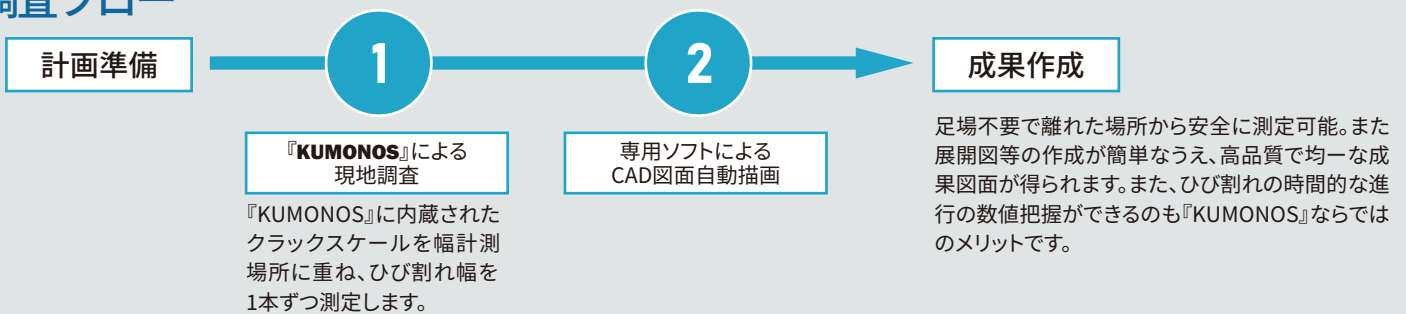 調査フロー
計画準備
1
2
成果作成
『KUMONOS』による
現地調査
『KUMONOS』に内蔵された
クラックスケールを幅計測
場所に重ね、ひび割れ幅を
1本ずつ測定します。
専用ソフトによる
CAD図面自動描画
足場不要で離れた場所から安全に測定可能。また
展開図等の作成が簡単なうえ、高品質で均一な成
果図面が得られます。また、ひび割れの時間的な進
行の数値把握ができるのも『KUMONOS』ならでは
のメリットです。